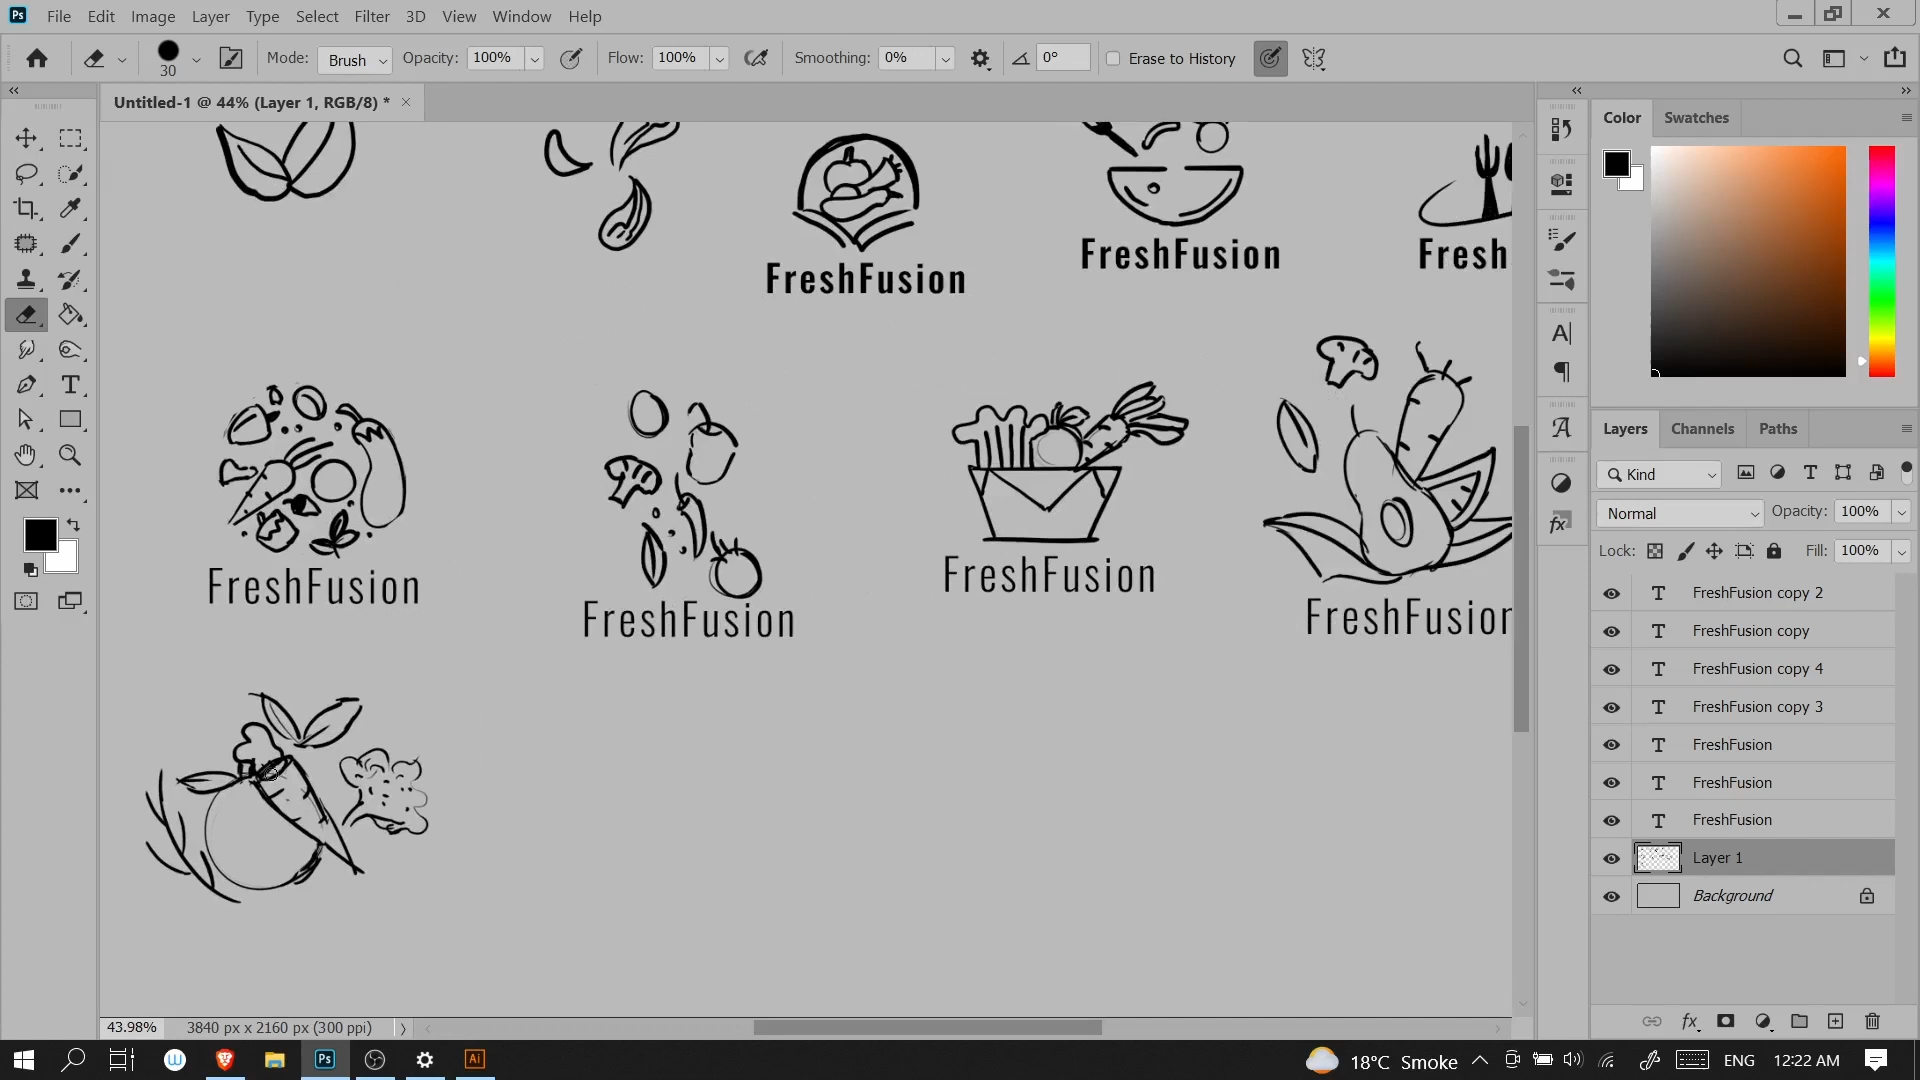 Ps File Edit Image Layer Type Select Filter 3D View Window Help
30 Mode: Brush Opacity: 100% Flow: 100% Smoothing: 0% 0° Erase to History
Untitled-1 @ 44% (Layer 1, RGB/8) *
FreshFusion
FreshFusion
Fresh
FreshFusion
FreshFusion
FreshFusion
FreshFusion
43.98% 3840 px x 2160 px (300 ppi)
Color Swatches
Layers Channels Paths
Kind
Normal Opacity: 100%
Lock: Fill: 100%
FreshFusion copy 2
FreshFusion copy
FreshFusion copy 4
FreshFusion copy 3
FreshFusion
FreshFusion
FreshFusion
Layer 1
Background
Ps Ai 18°C Smoke ENG 12:22 AM